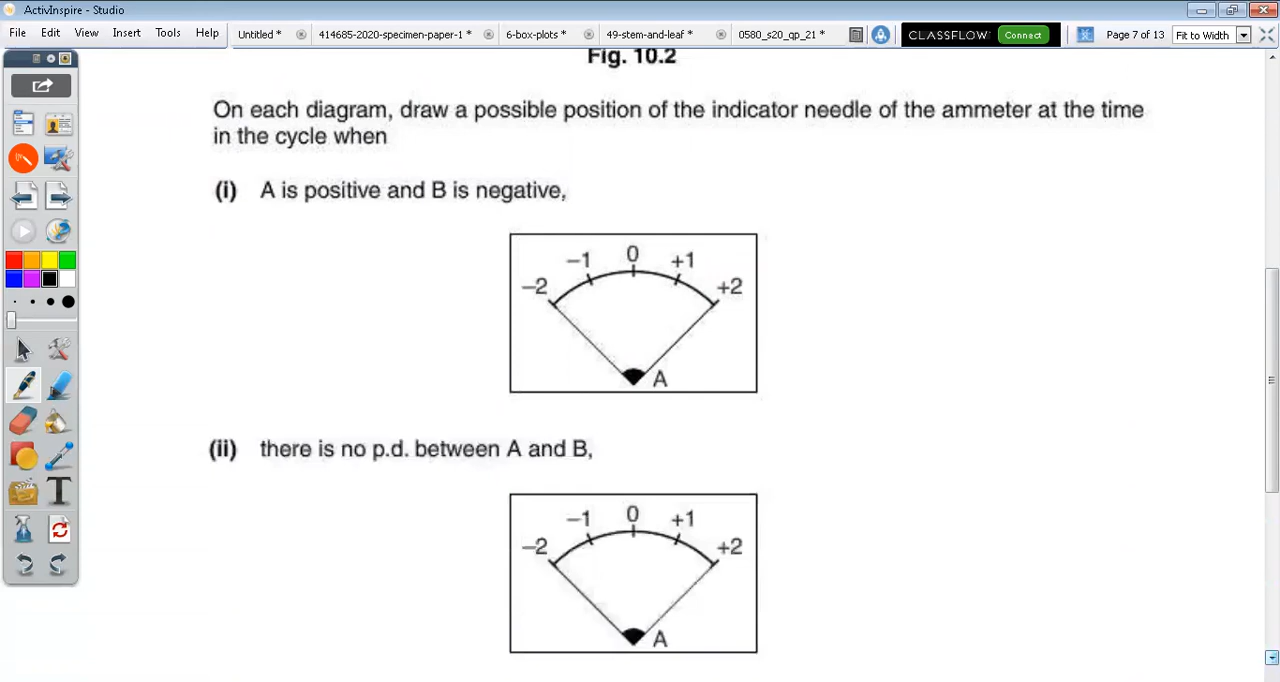 ActivInspire - Studio
File Edit View Insert Tools Help Untitled * 414685-2020-specimen-paper-1 * 6-box-plots * 49-stem-and-leaf * 0580_s20_qp_21 * CLASSFLOW Connect Page 7 of 13 Fit to Width
Fig. 10.2
On each diagram, draw a possible position of the indicator needle of the ammeter at the time
in the cycle when
(i) A is positive and B is negative,
–2 –1 0 +1 +2
A
(ii) there is no p.d. between A and B,
–2 –1 0 +1 +2
A
T